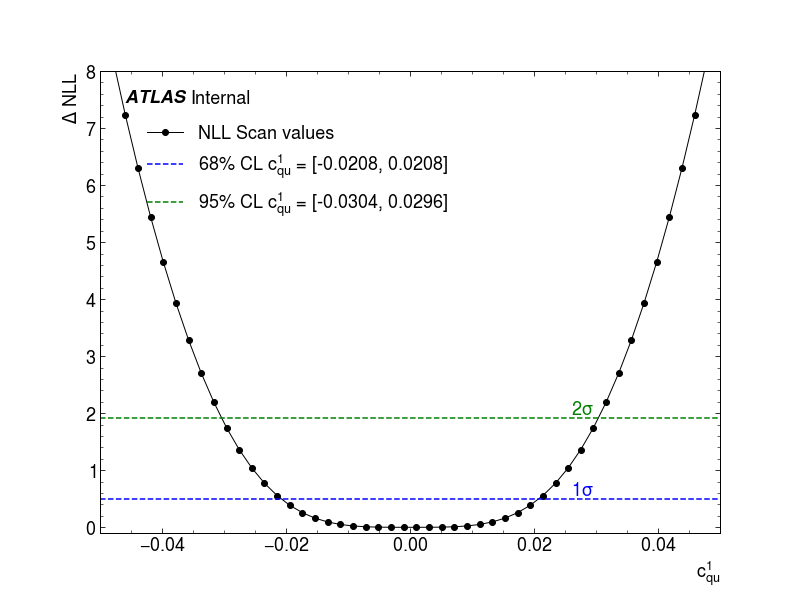 8
7
6
5
4
3
2
1
0
Δ NLL
ATLAS Internal
NLL Scan values
68% CL c¹qu = [-0.0208, 0.0208]
95% CL c¹qu = [-0.0304, 0.0296]
2σ
1σ
−0.04 −0.02 0.00 0.02 0.04
c¹qu